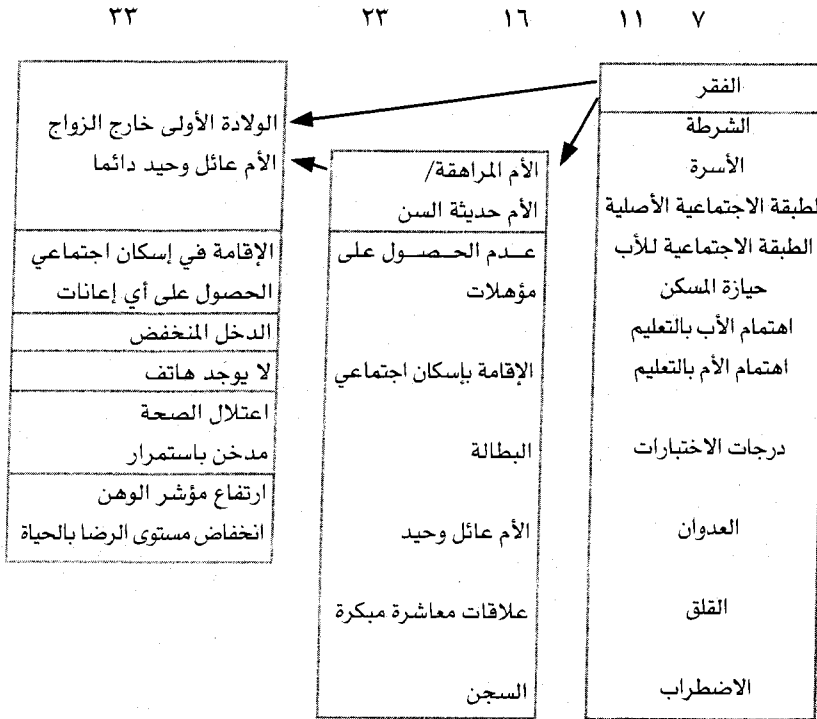 ٧ ١١ ١٦ ٢٣ ٣٣
الفقر
الشرطة
الأسرة
لطبقة الاجتماعية الأصلية
الطبقة الاجتماعية للأب
حيازة المسكن
اهتمام الأب بالتعليم
اهتمام الأم بالتعليم
درجات الاختبارات
العدوان
القلق
الاضطراب
الأم المراهقة/
الأم حديثة السن
عـدم الحـصـول على
مؤهلات
الإقامة بإسكان اجتماعي
البطالة
الأم عائل وحيد
علاقات معاشرة مبكرة
السجن
الولادة الأولى خارج الزواج
الأم عائل وحيد دائما
الإقامة في إسكان اجتماعي
الحصول على أي إعانات
الدخل المنخفض
لا يوجد هاتف
اعتلال الصحة
مدخن باستمرار
ارتفاع مؤشر الوهن
انخفاض مستوى الرضا بالحياة